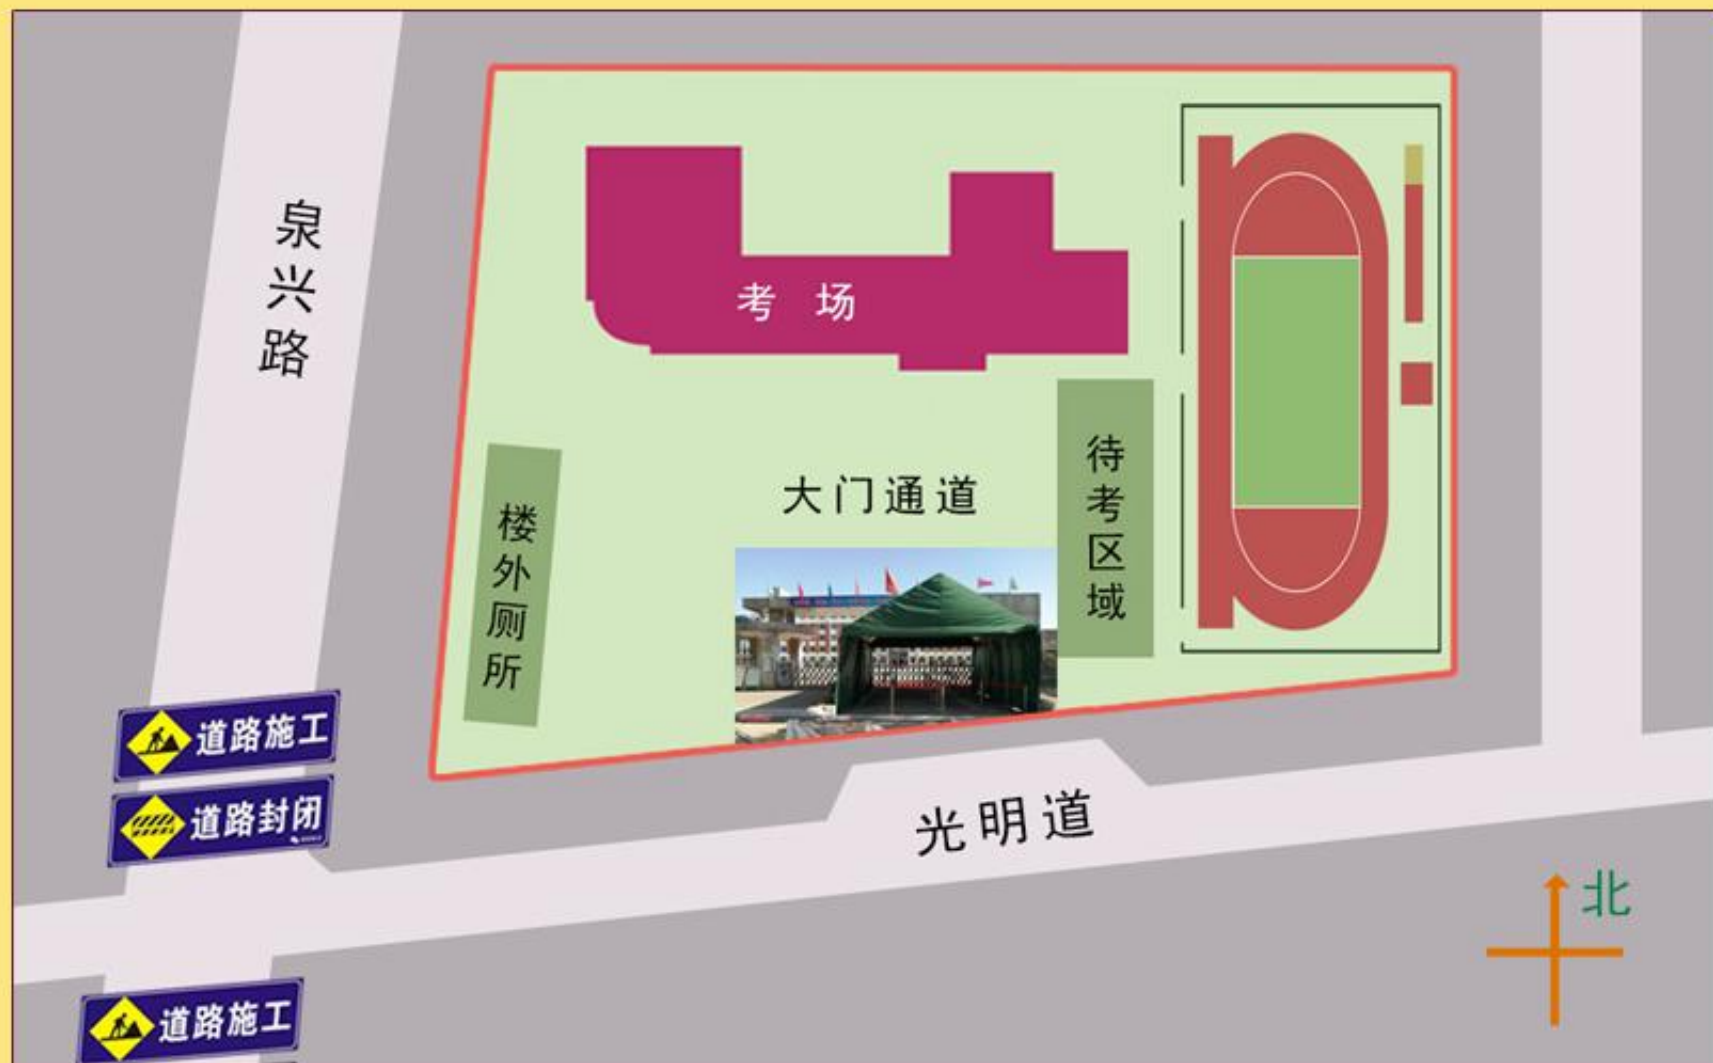 泉兴路
考 场
待考区域
大门通道
楼外厕所
道路施工
道路封闭
光明道
北
道路施工